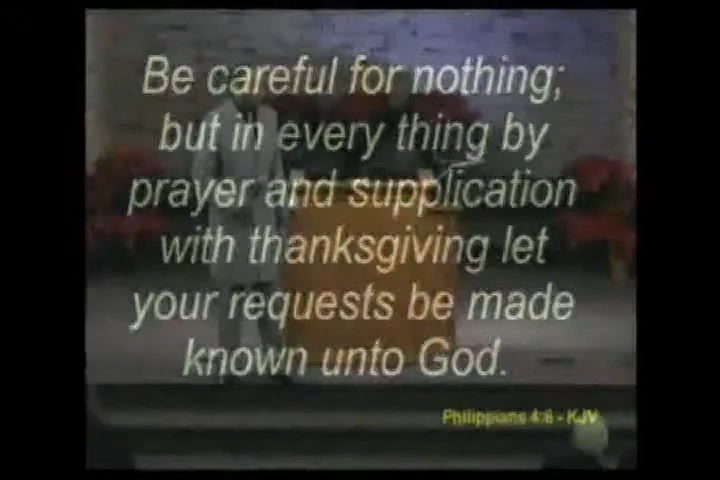 Be careful for nothing;
but in every thing by
prayer and supplication
with thanksgiving let
your requests be made
known unto God.
Philippians 4:6 - KJV